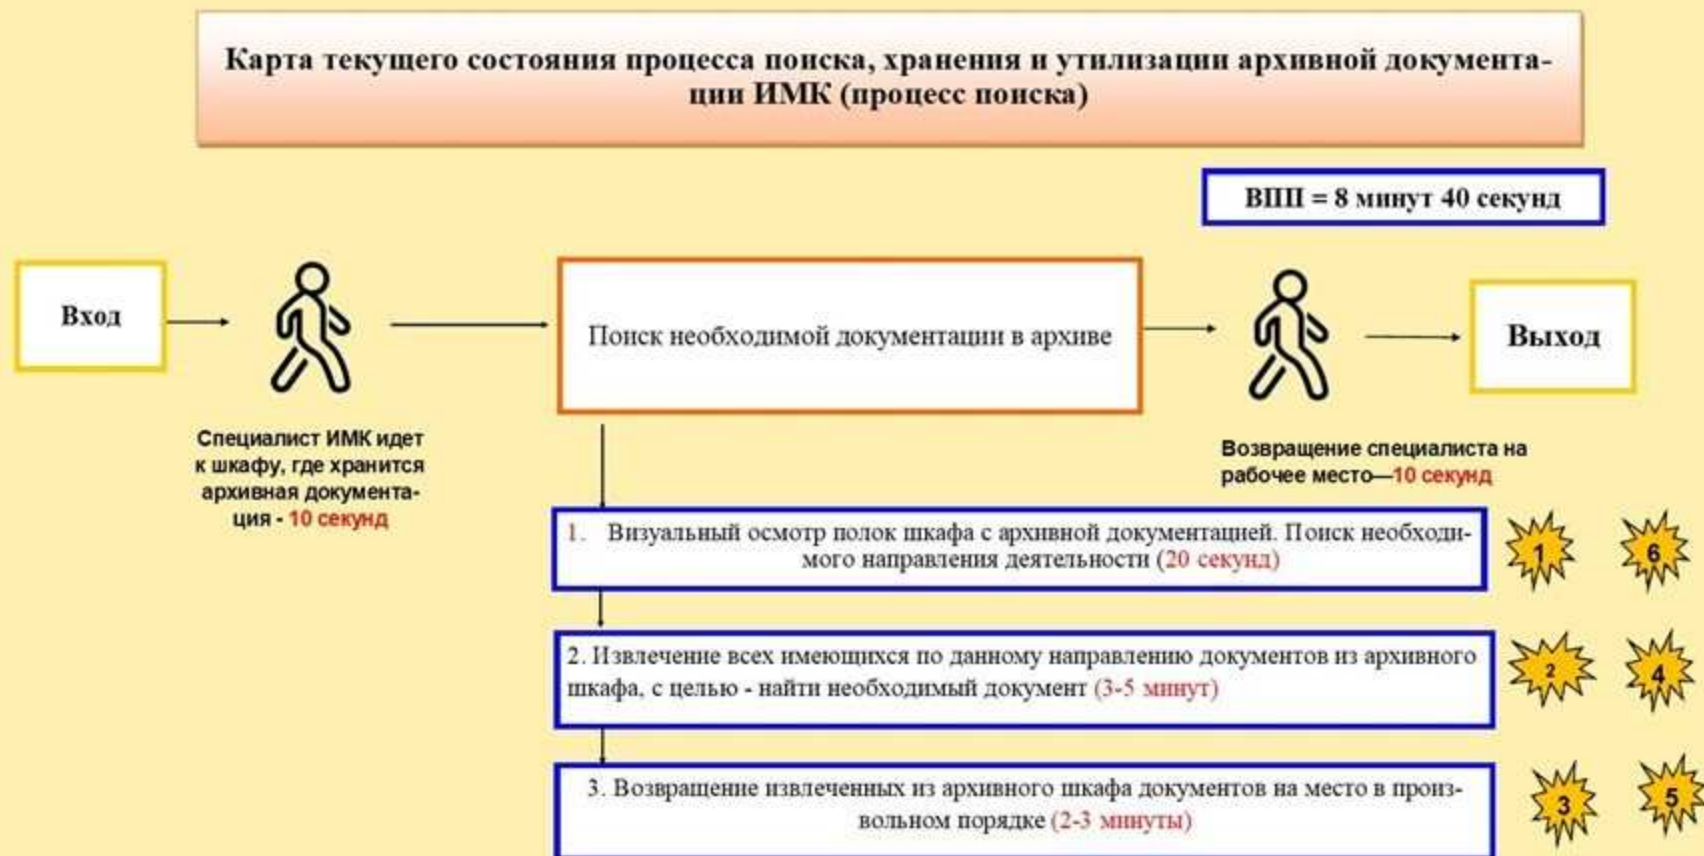 Карта текущего состояния процесса поиска, хранения и утилизации архивной документа-
ции ИМК (процесс поиска)
ВПП = 8 минут 40 секунд
Вход
Поиск необходимой документации в архиве
Выход
Специалист ИМК идет
к шкафу, где хранится
архивная документа-
ция - 10 секунд
Возвращение специалиста на
рабочее место—10 секунд
1. Визуальный осмотр полок шкафа с архивной документацией. Поиск необходи-
мого направления деятельности (20 секунд)
1
6
2. Извлечение всех имеющихся по данному направлению документов из архивного
шкафа, с целью - найти необходимый документ (3-5 минут)
2
4
3. Возвращение извлеченных из архивного шкафа документов на место в произ-
вольном порядке (2-3 минуты)
3
5